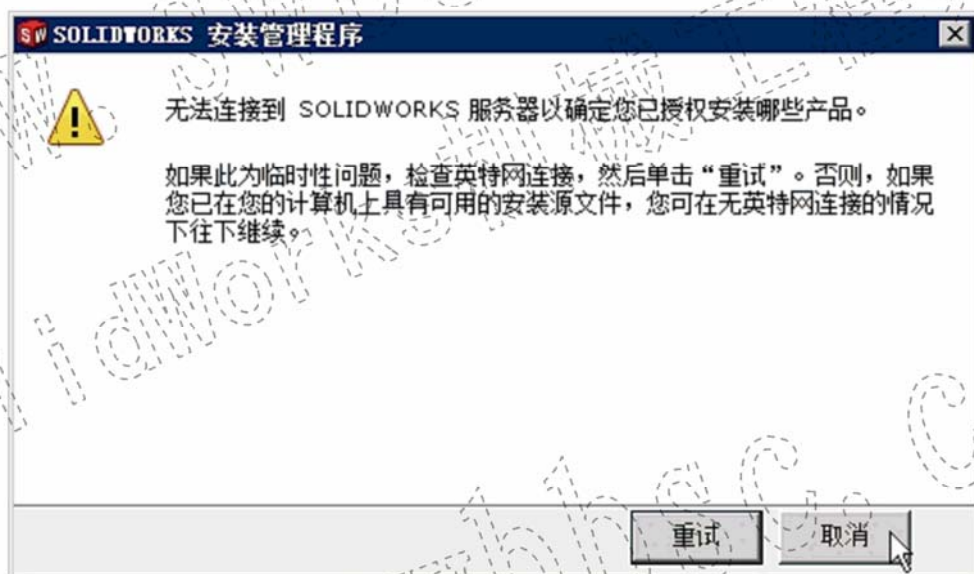 SW SOLIDWORKS 安装管理程序
无法连接到 SOLIDWORKS 服务器以确定您已授权安装哪些产品。
如果此为临时性问题，检查英特网连接，然后单击“重试”。否则，如果
您已在您的计算机上具有可用的安装源文件，您可在无英特网连接的情况
下往下继续。
重试 取消